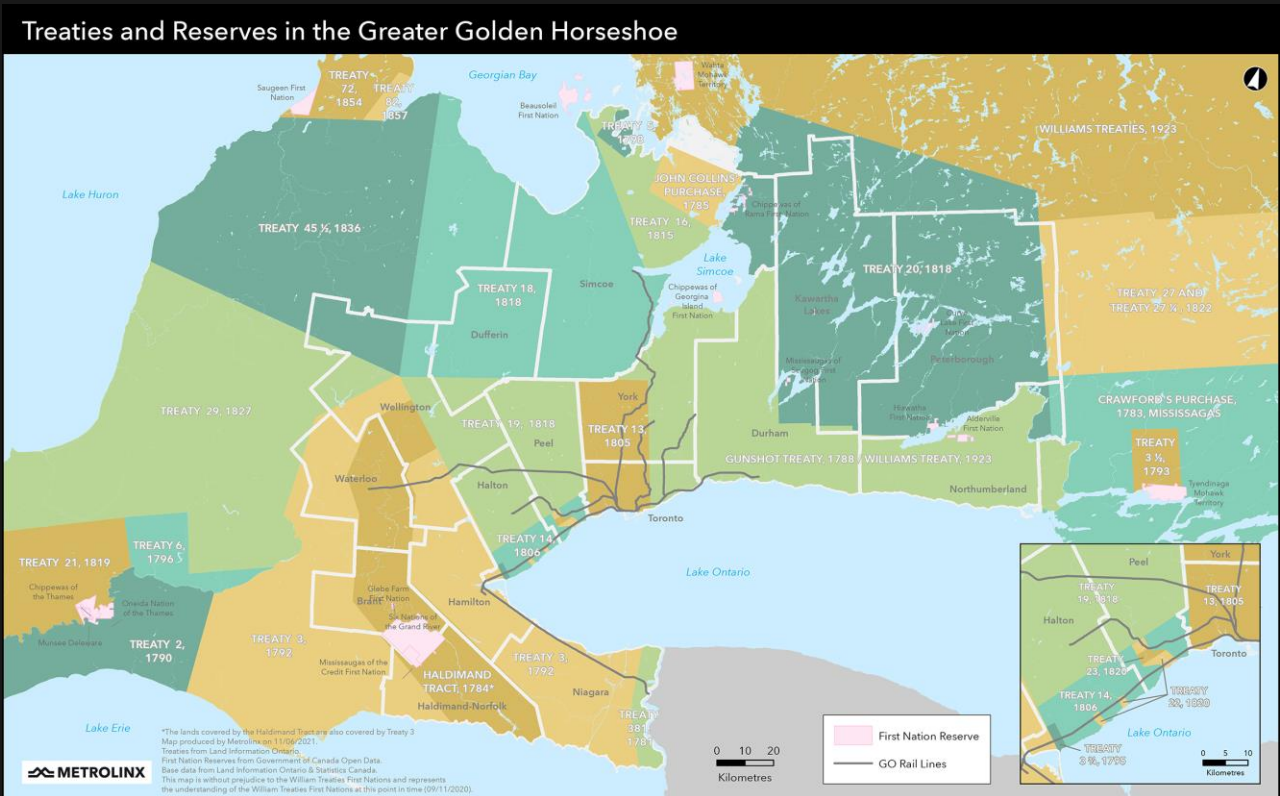 Treaties and Reserves in the Greater Golden Horseshoe
Georgian Bay
Saugeen First
Nation
TREATY
72,
1854
TREATY
82,
1857
Beausoleil
First Nation
Wahta
Mohawk
Territory
TREATY 5,
1798
WILLIAMS TREATIES, 1923
JOHN COLLINS'
PURCHASE,
1785
Lake Huron
TREATY 45 ½, 1836
TREATY 16,
1815
Chippewas of
Rama First Nation
Lake
Simcoe
Chippewas of
Georgina
Island
First Nation
TREATY 18,
1818
Simcoe
Dufferin
TREATY 20, 1818
Kawartha
Lakes
Nation
Peterborough
Mississaugas of
Scugog First
Nation
TREATY 27 AND
TREATY 27 ¼, 1822
CRAWFORD'S PURCHASE,
1783, MISSISSAGAS
TREATY
3 ½,
1793
Tyendinaga
Mohawk
Territory
TREATY 29, 1827
Wellington
TREATY 19, 1818
Peel
York
TREATY 13,
1805
Durham
Hiawatha
First Nation
Alderville
First Nation
GUNSHOT TREATY, 1788 / WILLIAMS TREATY, 1923
Northumberland
Waterloo
Halton
Toronto
TREATY 14,
1806
Lake Ontario
TREATY 21, 1819
TREATY 6,
1796
Chippewas of
the Thames
Oneida Nation
of the Thames
Munsee Delaware
TREATY 2,
1790
Glebe Farm
First Nation
Brant
Six Nations of
the Grand River
Hamilton
TREATY 3,
1792
Mississaugas of the
Credit First Nation
HALDIMAND
TRACT, 1784*
Haldimand-Norfolk
TREATY 3,
1792
Niagara
381,
Lake Erie
*The lands covered by the Haldimand Tract are also covered by Treaty 3
Map produced by Metrolinx on 11/06/2021.
Treaties from Land Information Ontario.
First Nation Reserves from Government of Canada Open Data.
Base data from Land Information Ontario & Statistics Canada.
This map is without prejudice to the William Treaties First Nations and represents
the understanding of the William Treaties First Nations at this point in time (09/11/2020).
METROLINX
0 10 20
Kilometres
First Nation Reserve
GO Rail Lines
Peel
York
TREATY
19, 1818
TREATY
13, 1805
Halton
Toronto
TREATY
23, 1820
TREATY 14,
1806
TREATY
22, 1820
Lake Ontario
TREATY
3 ¾, 1795
0 5 10
Kilometres